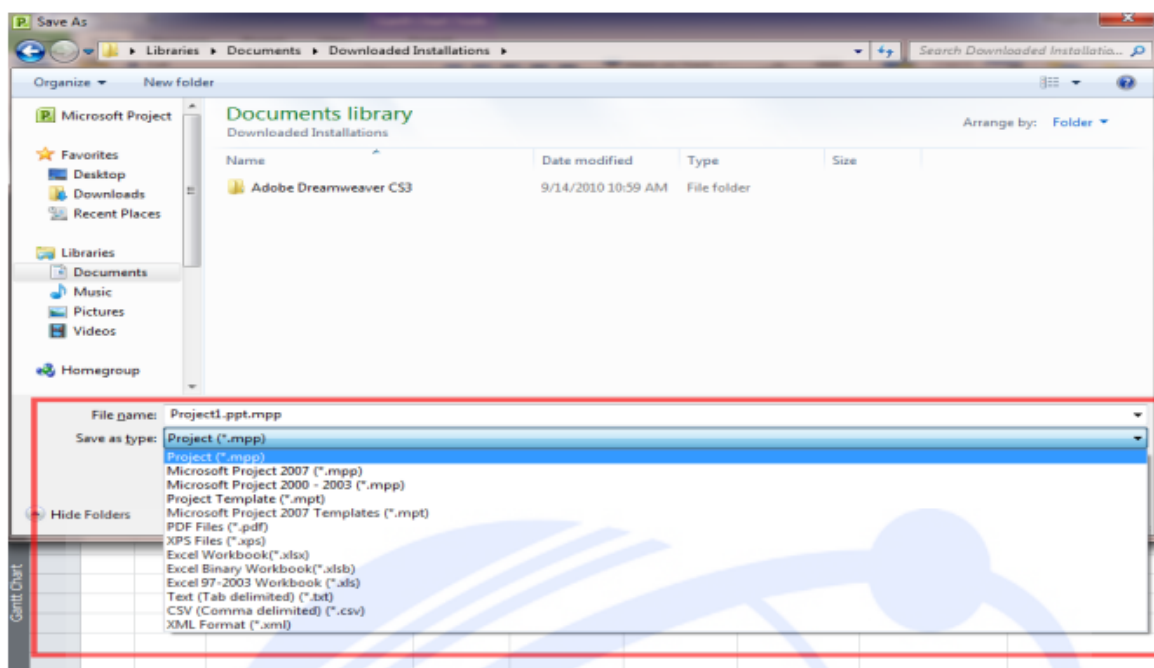 Save As
Libraries Documents Downloaded Installations
Search Downloaded Installatio...
Organize New folder
Microsoft Project
Favorites
Desktop
Downloads
Recent Places
Libraries
Documents
Music
Pictures
Videos
Homegroup
Documents library
Downloaded Installations
Arrange by: Folder
Name Date modified Type Size
Adobe Dreamweaver CS3 9/14/2010 10:59 AM File folder
File name: Project1.ppt.mpp
Save as type: Project (*.mpp)
Project (*.mpp)
Microsoft Project 2007 (*.mpp)
Microsoft Project 2000 - 2003 (*.mpp)
Project Template (*.mpt)
Microsoft Project 2007 Templates (*.mpt)
PDF Files (*.pdf)
XPS Files (*.xps)
Excel Workbook(*.xlsx)
Excel Binary Workbook(*.xlsb)
Excel 97-2003 Workbook (*.xls)
Text (Tab delimited) (*.txt)
CSV (Comma delimited) (*.csv)
XML Format (*.xml)
Hide Folders
Gantt Chart